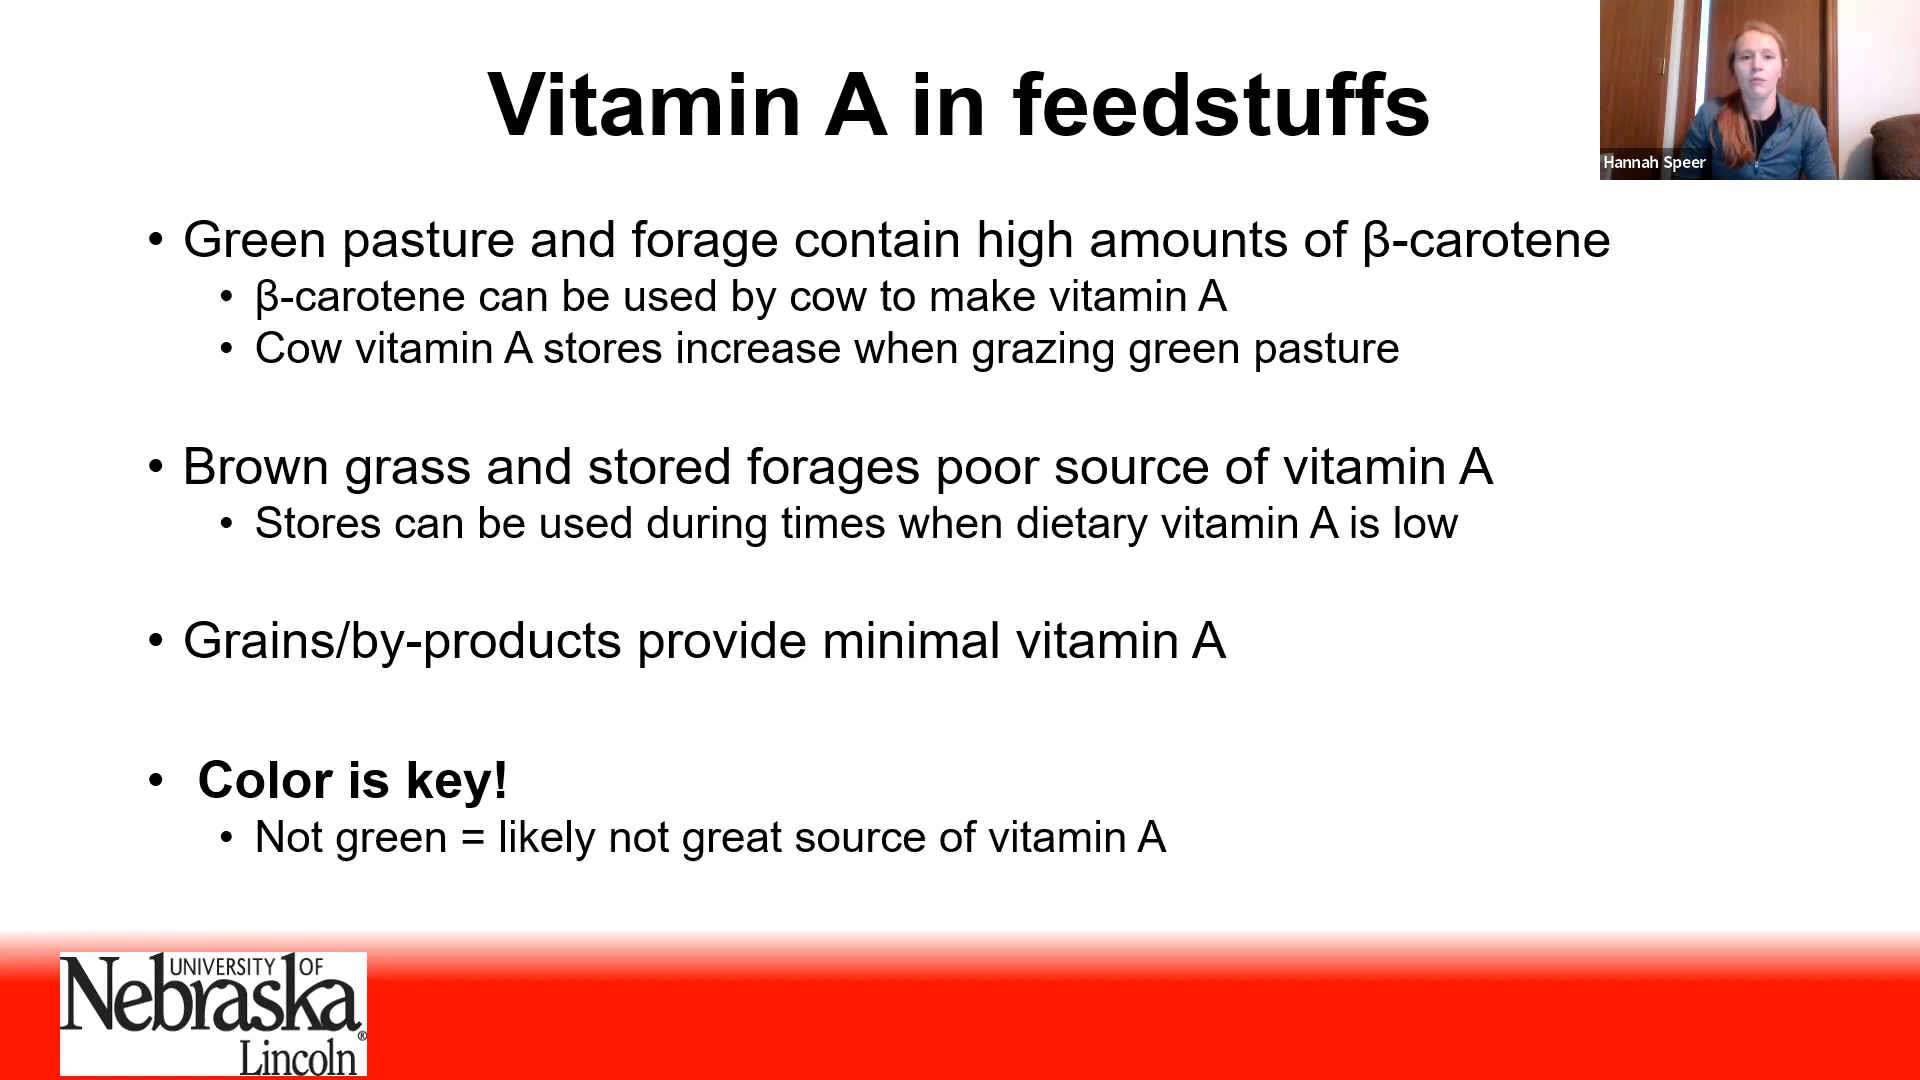 Vitamin A in feedstuffs
Hannah Speer
• Green pasture and forage contain high amounts of β-carotene
• β-carotene can be used by cow to make vitamin A
• Cow vitamin A stores increase when grazing green pasture
• Brown grass and stored forages poor source of vitamin A
• Stores can be used during times when dietary vitamin A is low
• Grains/by-products provide minimal vitamin A
• Color is key!
• Not green = likely not great source of vitamin A
UNIVERSITY OF
Nebraska®
Lincoln